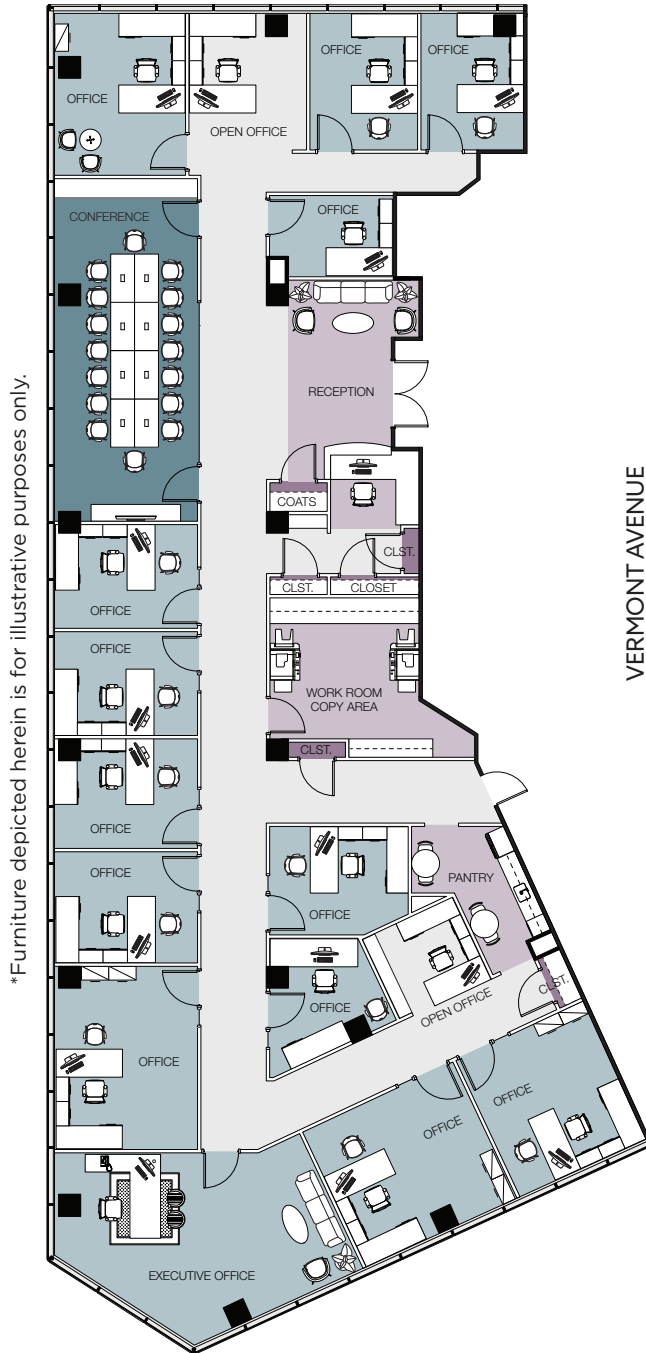 OFFICE
OPEN OFFICE
OFFICE
OFFICE
CONFERENCE
OFFICE
RECEPTION
COATS
CLST.
CLST.
CLOSET
OFFICE
OFFICE
WORK ROOM
COPY AREA
CLST.
OFFICE
OFFICE
OFFICE
PANTRY
OFFICE
OPEN OFFICE
CLST.
OFFICE
OFFICE
OFFICE
EXECUTIVE OFFICE
*Furniture depicted herein is for illustrative purposes only.
VERMONT AVENUE